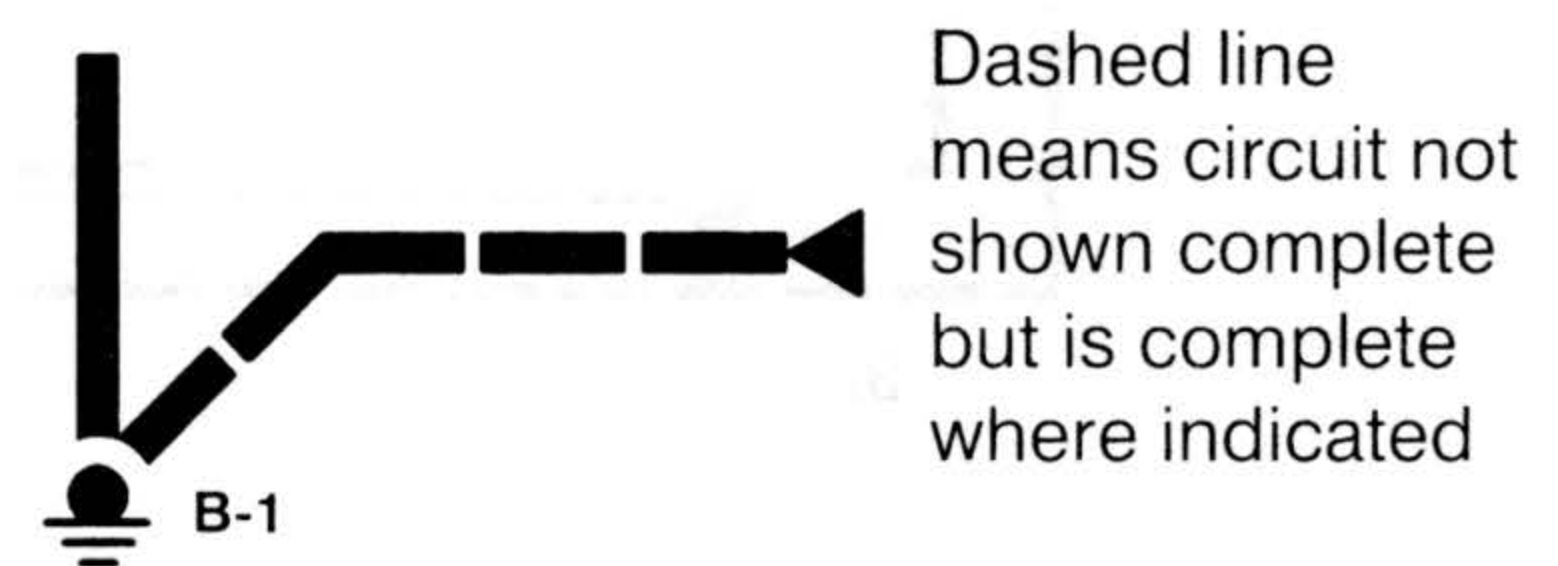 Dashed line
means circuit not
shown complete
but is complete
where indicated
B-1